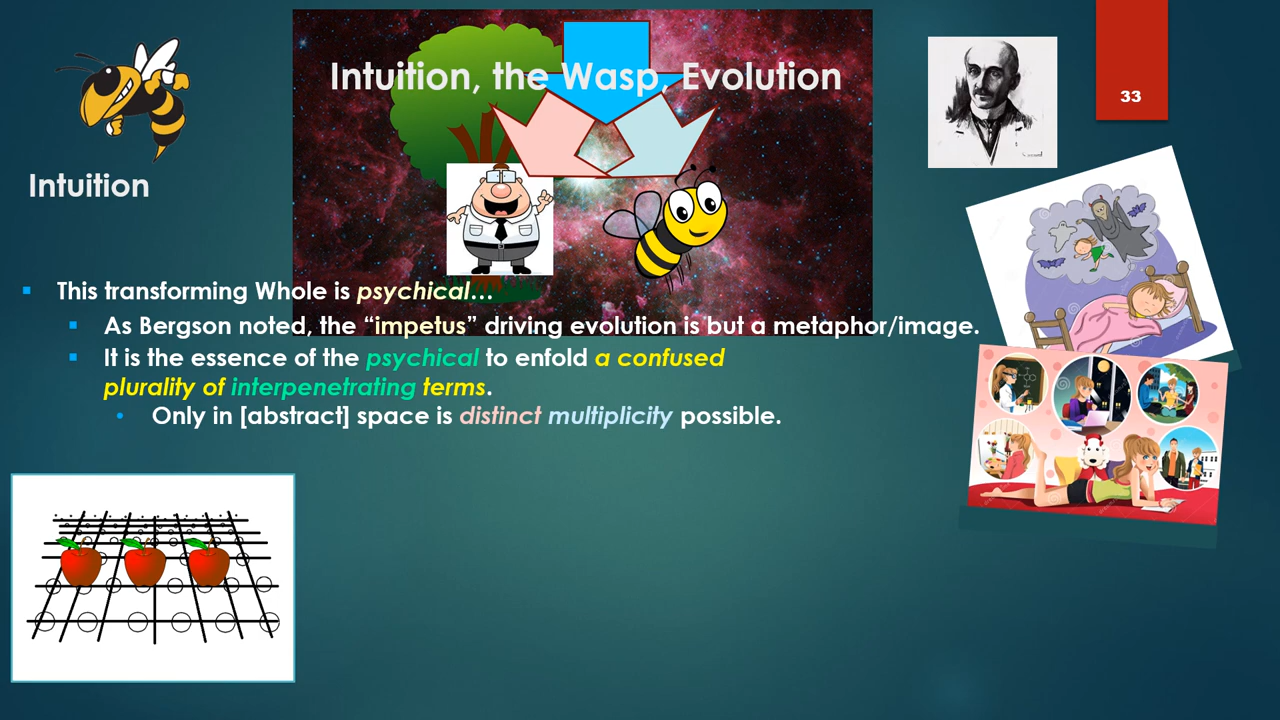 Intuition, the Wasp, Evolution
33
Intuition
This transforming Whole is psychical…
As Bergson noted, the “impetus” driving evolution is but a metaphor/image.
It is the essence of the psychical to enfold a confused
plurality of interpenetrating terms.
Only in [abstract] space is distinct multiplicity possible.